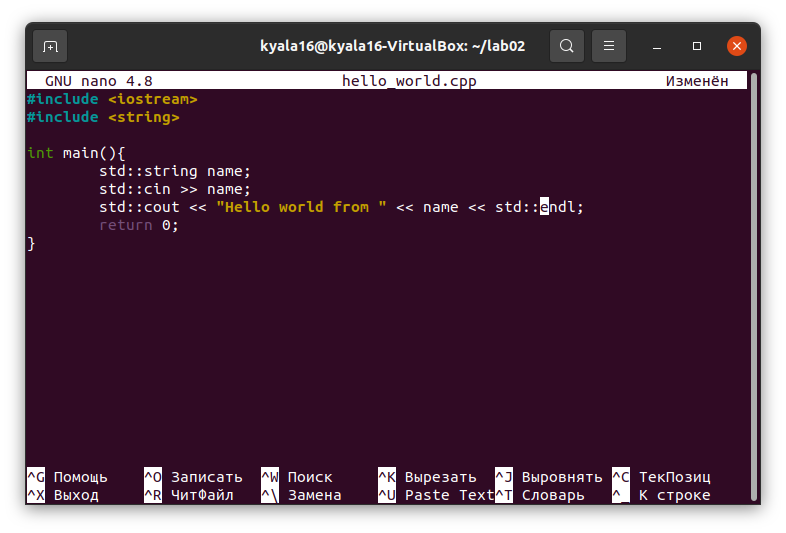 kyala16@kyala16-VirtualBox: ~/lab02
GNU nano 4.8 hello_world.cpp Изменён
#include <iostream>
#include <string>
int main(){
std::string name;
std::cin >> name;
std::cout << "Hello world from " << name << std::endl;
return 0;
}
^G Помощь ^O Записать ^W Поиск ^K Вырезать ^J Выровнять ^C ТекПозиц
^X Выход ^R ЧитФайл ^\ Замена ^U Paste Text ^T Словарь ^_ К строке